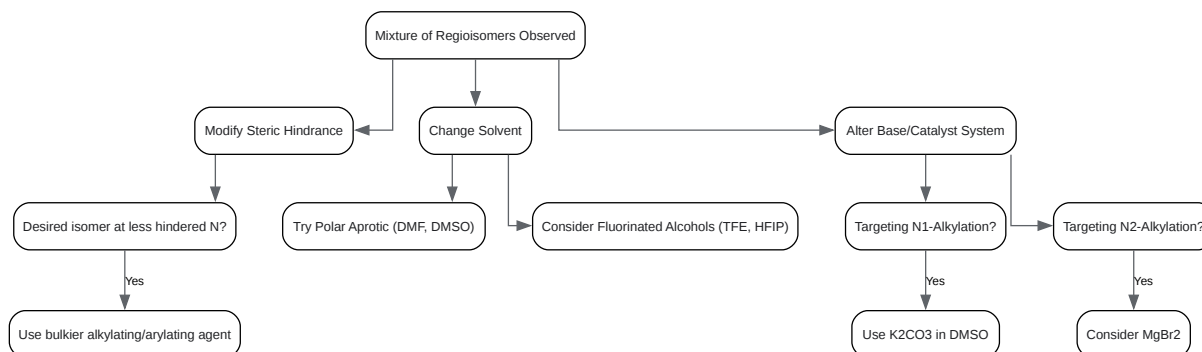 Mixture of Regioisomers Observed
Modify Steric Hindrance
Change Solvent
Alter Base/Catalyst System
Desired isomer at less hindered N?
Try Polar Aprotic (DMF, DMSO)
Consider Fluorinated Alcohols (TFE, HFIP)
Targeting N1-Alkylation?
Targeting N2-Alkylation?
Yes
Yes
Yes
Use bulkier alkylating/arylating agent
Use K2CO3 in DMSO
Consider MgBr2